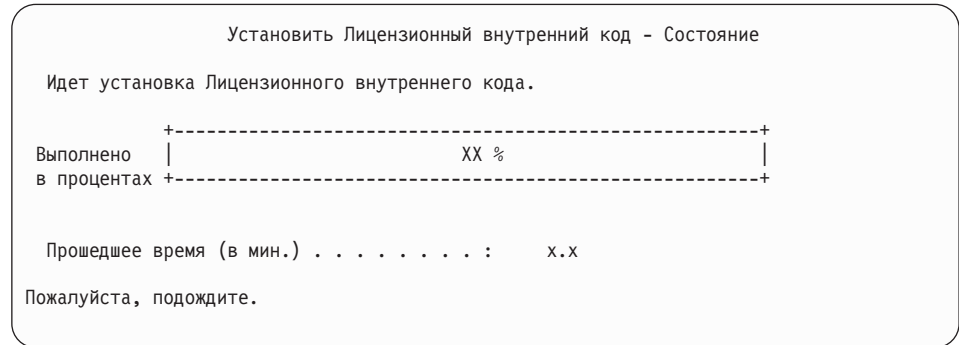 Установить Лицензионный внутренний код - Состояние
Идет установка Лицензионного внутреннего кода.
+-------------------------------------------------------+
Выполнено | XX % |
в процентах +-------------------------------------------------------+
Прошедшее время (в мин.) . . . . . . . . : x.x
Пожалуйста, подождите.